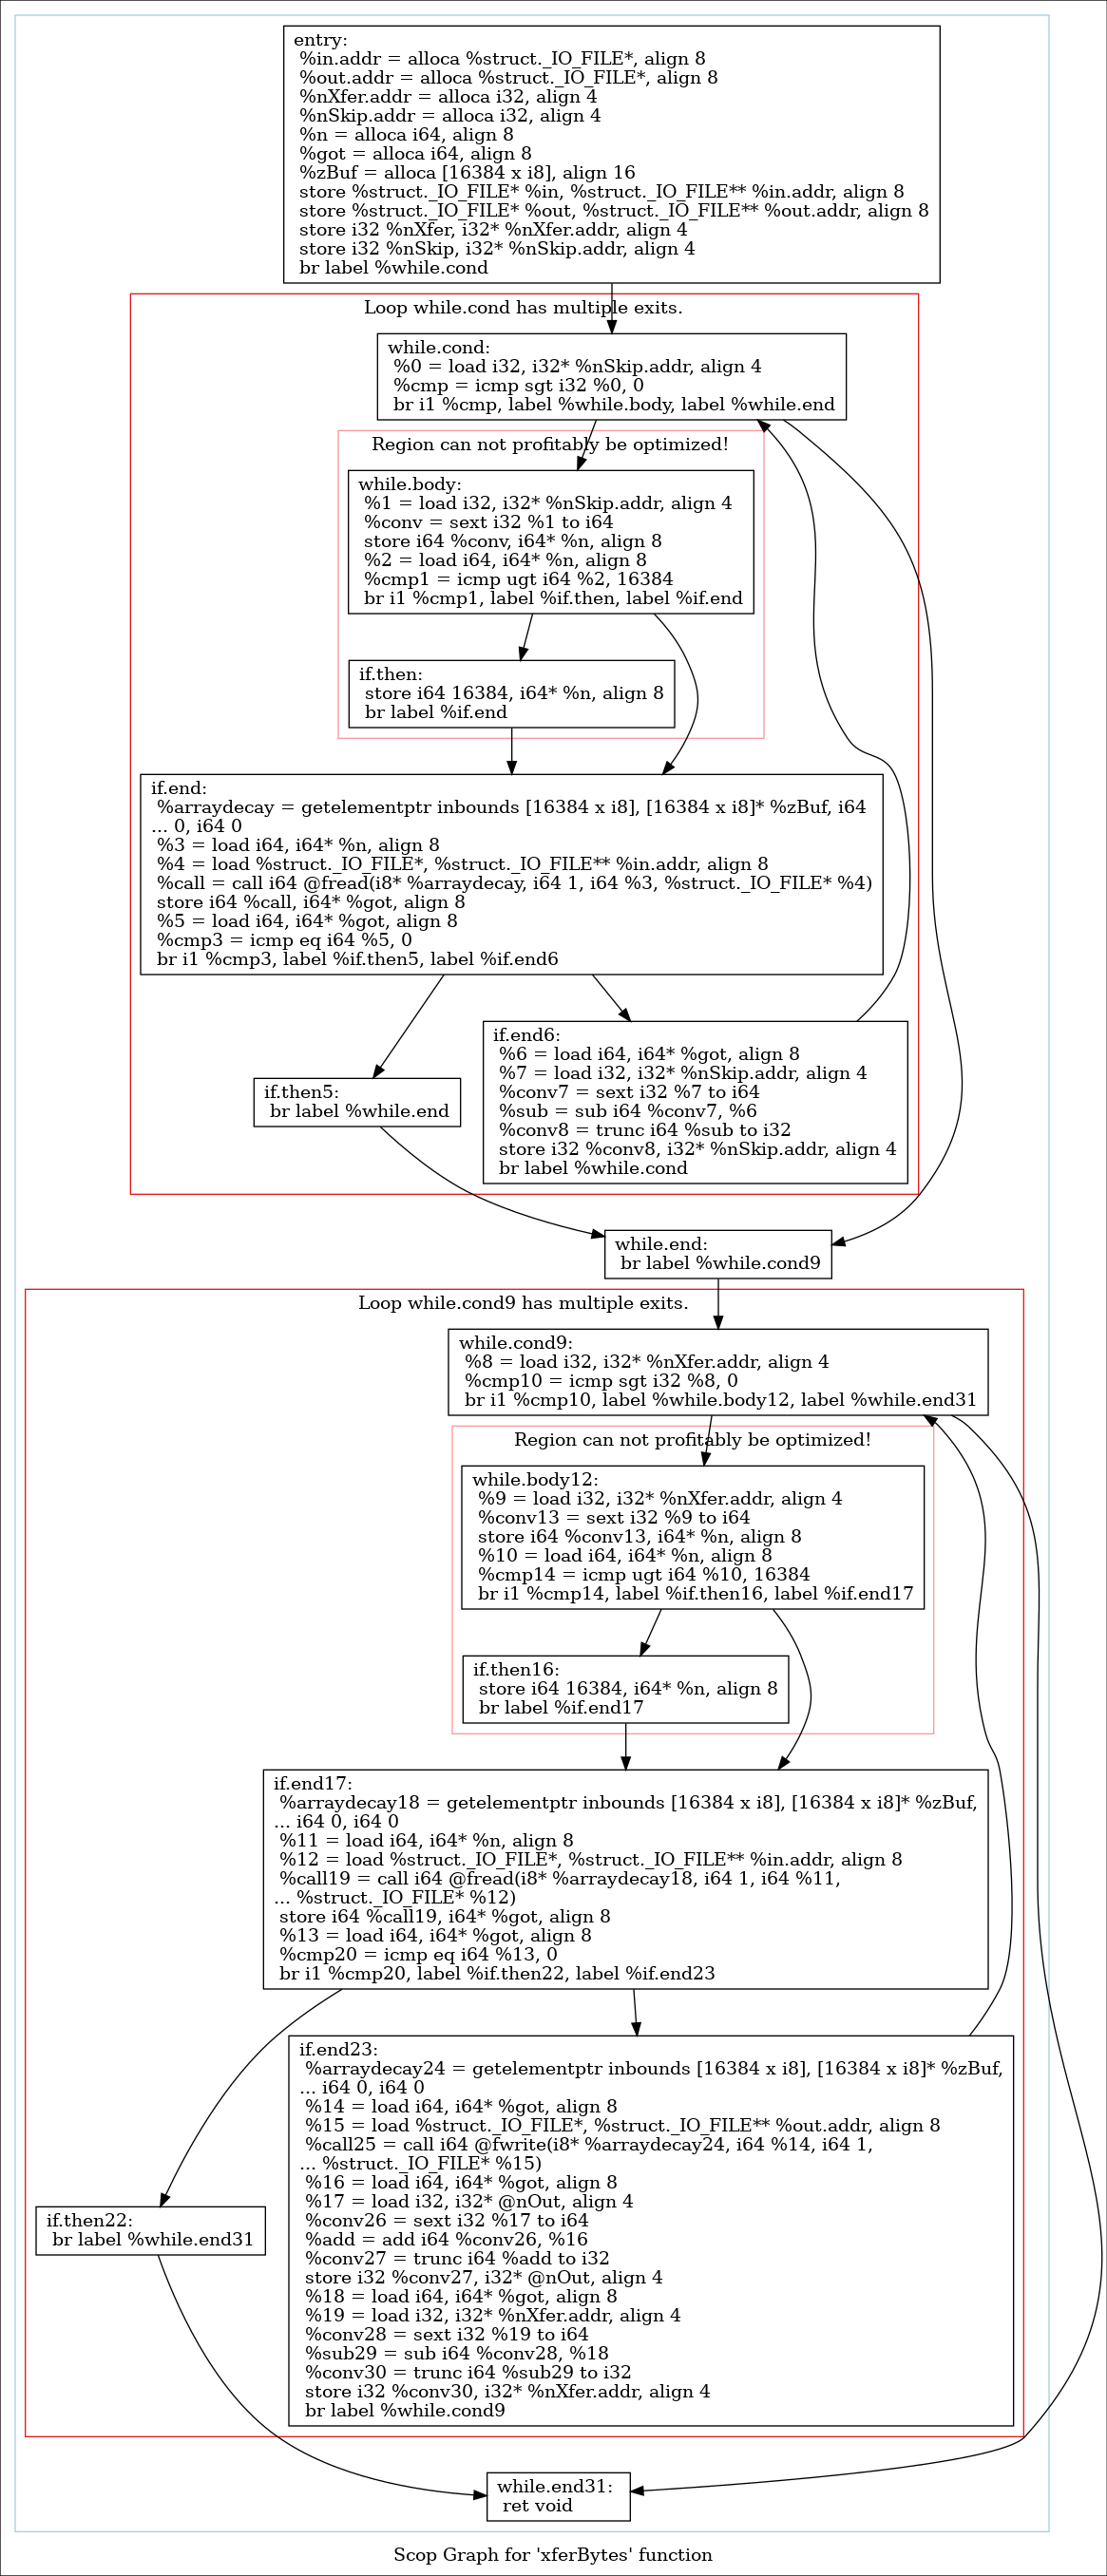 entry:
%in.addr = alloca %struct._IO_FILE*, align 8
%out.addr = alloca %struct._IO_FILE*, align 8
%nXfer.addr = alloca i32, align 4
%nSkip.addr = alloca i32, align 4
%n = alloca i64, align 8
%got = alloca i64, align 8
%zBuf = alloca [16384 x i8], align 16
store %struct._IO_FILE* %in, %struct._IO_FILE** %in.addr, align 8
store %struct._IO_FILE* %out, %struct._IO_FILE** %out.addr, align 8
store i32 %nXfer, i32* %nXfer.addr, align 4
store i32 %nSkip, i32* %nSkip.addr, align 4
br label %while.cond
Loop while.cond has multiple exits.
while.cond:
%0 = load i32, i32* %nSkip.addr, align 4
%cmp = icmp sgt i32 %0, 0
br i1 %cmp, label %while.body, label %while.end
Region can not profitably be optimized!
while.body:
%1 = load i32, i32* %nSkip.addr, align 4
%conv = sext i32 %1 to i64
store i64 %conv, i64* %n, align 8
%2 = load i64, i64* %n, align 8
%cmp1 = icmp ugt i64 %2, 16384
br i1 %cmp1, label %if.then, label %if.end
if.then:
store i64 16384, i64* %n, align 8
br label %if.end
if.end:
%arraydecay = getelementptr inbounds [16384 x i8], [16384 x i8]* %zBuf, i64
... 0, i64 0
%3 = load i64, i64* %n, align 8
%4 = load %struct._IO_FILE*, %struct._IO_FILE** %in.addr, align 8
%call = call i64 @fread(i8* %arraydecay, i64 1, i64 %3, %struct._IO_FILE* %4)
store i64 %call, i64* %got, align 8
%5 = load i64, i64* %got, align 8
%cmp3 = icmp eq i64 %5, 0
br i1 %cmp3, label %if.then5, label %if.end6
if.then5:
br label %while.end
if.end6:
%6 = load i64, i64* %got, align 8
%7 = load i32, i32* %nSkip.addr, align 4
%conv7 = sext i32 %7 to i64
%sub = sub i64 %conv7, %6
%conv8 = trunc i64 %sub to i32
store i32 %conv8, i32* %nSkip.addr, align 4
br label %while.cond
while.end:
br label %while.cond9
Loop while.cond9 has multiple exits.
while.cond9:
%8 = load i32, i32* %nXfer.addr, align 4
%cmp10 = icmp sgt i32 %8, 0
br i1 %cmp10, label %while.body12, label %while.end31
Region can not profitably be optimized!
while.body12:
%9 = load i32, i32* %nXfer.addr, align 4
%conv13 = sext i32 %9 to i64
store i64 %conv13, i64* %n, align 8
%10 = load i64, i64* %n, align 8
%cmp14 = icmp ugt i64 %10, 16384
br i1 %cmp14, label %if.then16, label %if.end17
if.then16:
store i64 16384, i64* %n, align 8
br label %if.end17
if.end17:
%arraydecay18 = getelementptr inbounds [16384 x i8], [16384 x i8]* %zBuf,
... i64 0, i64 0
%11 = load i64, i64* %n, align 8
%12 = load %struct._IO_FILE*, %struct._IO_FILE** %in.addr, align 8
%call19 = call i64 @fread(i8* %arraydecay18, i64 1, i64 %11,
... %struct._IO_FILE* %12)
store i64 %call19, i64* %got, align 8
%13 = load i64, i64* %got, align 8
%cmp20 = icmp eq i64 %13, 0
br i1 %cmp20, label %if.then22, label %if.end23
if.end23:
%arraydecay24 = getelementptr inbounds [16384 x i8], [16384 x i8]* %zBuf,
... i64 0, i64 0
%14 = load i64, i64* %got, align 8
%15 = load %struct._IO_FILE*, %struct._IO_FILE** %out.addr, align 8
%call25 = call i64 @fwrite(i8* %arraydecay24, i64 %14, i64 1,
... %struct._IO_FILE* %15)
%16 = load i64, i64* %got, align 8
%17 = load i32, i32* @nOut, align 4
%conv26 = sext i32 %17 to i64
%add = add i64 %conv26, %16
%conv27 = trunc i64 %add to i32
store i32 %conv27, i32* @nOut, align 4
%18 = load i64, i64* %got, align 8
%19 = load i32, i32* %nXfer.addr, align 4
%conv28 = sext i32 %19 to i64
%sub29 = sub i64 %conv28, %18
%conv30 = trunc i64 %sub29 to i32
store i32 %conv30, i32* %nXfer.addr, align 4
br label %while.cond9
if.then22:
br label %while.end31
while.end31:
ret void
Scop Graph for 'xferBytes' function